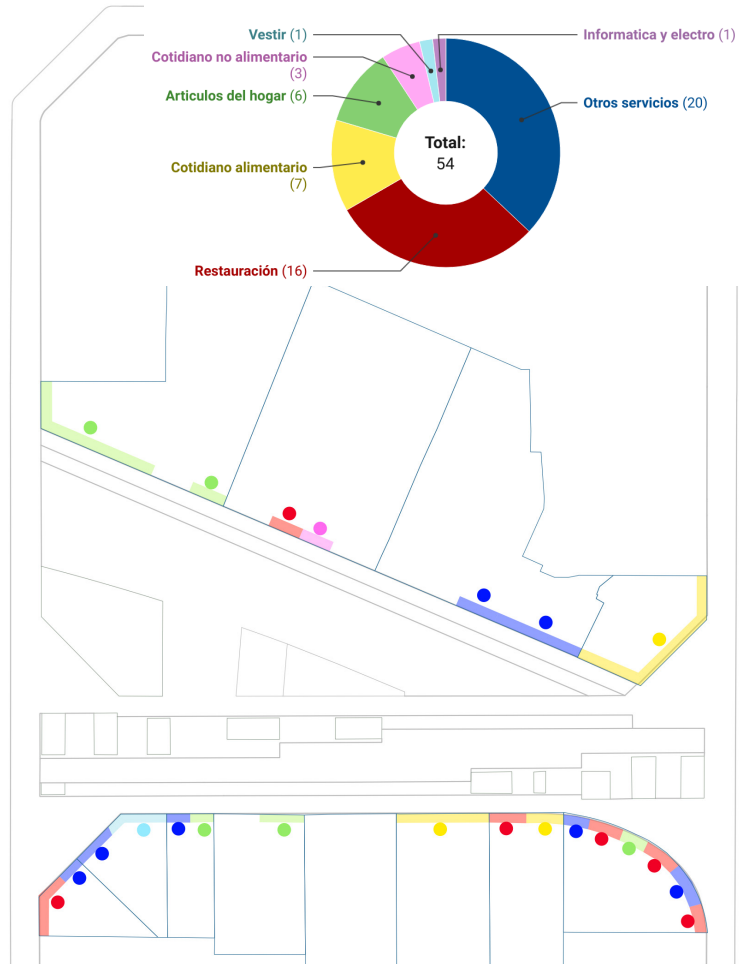 Vestir (1)
Informatica y electro (1)
Cotidiano no alimentario
(3)
Articulos del hogar (6)
Otros servicios (20)
Total:
54
Cotidiano alimentario
(7)
Restauración (16)